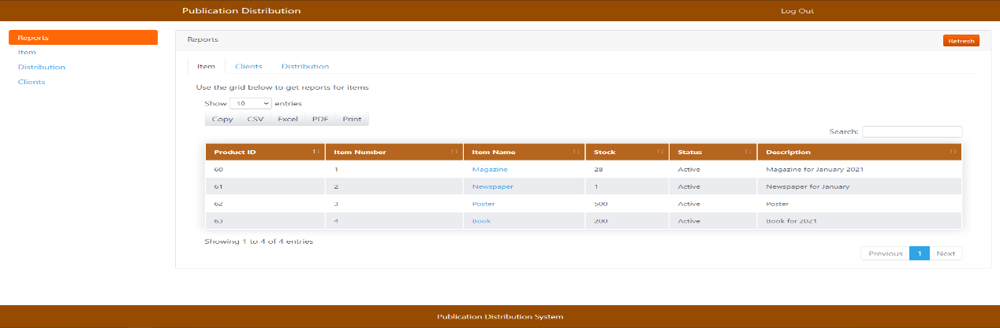 Publication Distribution Log Out
Reports
Item
Distribution
Clients
Reports Refresh
Item Clients Distribution
Use the grid below to get reports for items
Show 10 entries
Copy CSV Excel PDF Print
Search:
Product ID Item Number Item Name Stock Status Description
60 1 Magazine 28 Active Magazine for January 2021
61 2 Newspaper 1 Active Newspaper for January
62 3 Poster 500 Active Poster
63 4 Book 200 Active Book for 2021
Showing 1 to 4 of 4 entries
Previous 1 Next
Publication Distribution System